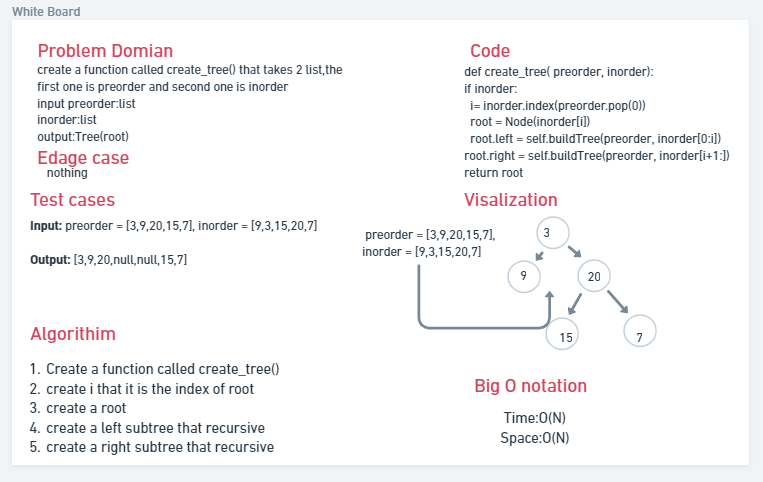 White Board
Problem Domian
create a function called create_tree() that takes 2 list,the
first one is preorder and second one is inorder
input preorder:list
inorder:list
output:Tree(root)
Edage case
nothing
Test cases
Input: preorder = [3,9,20,15,7], inorder = [9,3,15,20,7]
Output: [3,9,20,null,null,15,7]
Algorithim
1. Create a function called create_tree()
2. create i that it is the index of root
3. create a root
4. create a left subtree that recursive
5. create a right subtree that recursive
Code
def create_tree( preorder, inorder):
if inorder:
i= inorder.index(preorder.pop(0))
root = Node(inorder[i])
root.left = self.buildTree(preorder, inorder[0:i])
root.right = self.buildTree(preorder, inorder[i+1:])
return root
Visalization
preorder = [3,9,20,15,7],
inorder = [9,3,15,20,7]
3
9
20
15
7
Big O notation
Time:O(N)
Space:O(N)